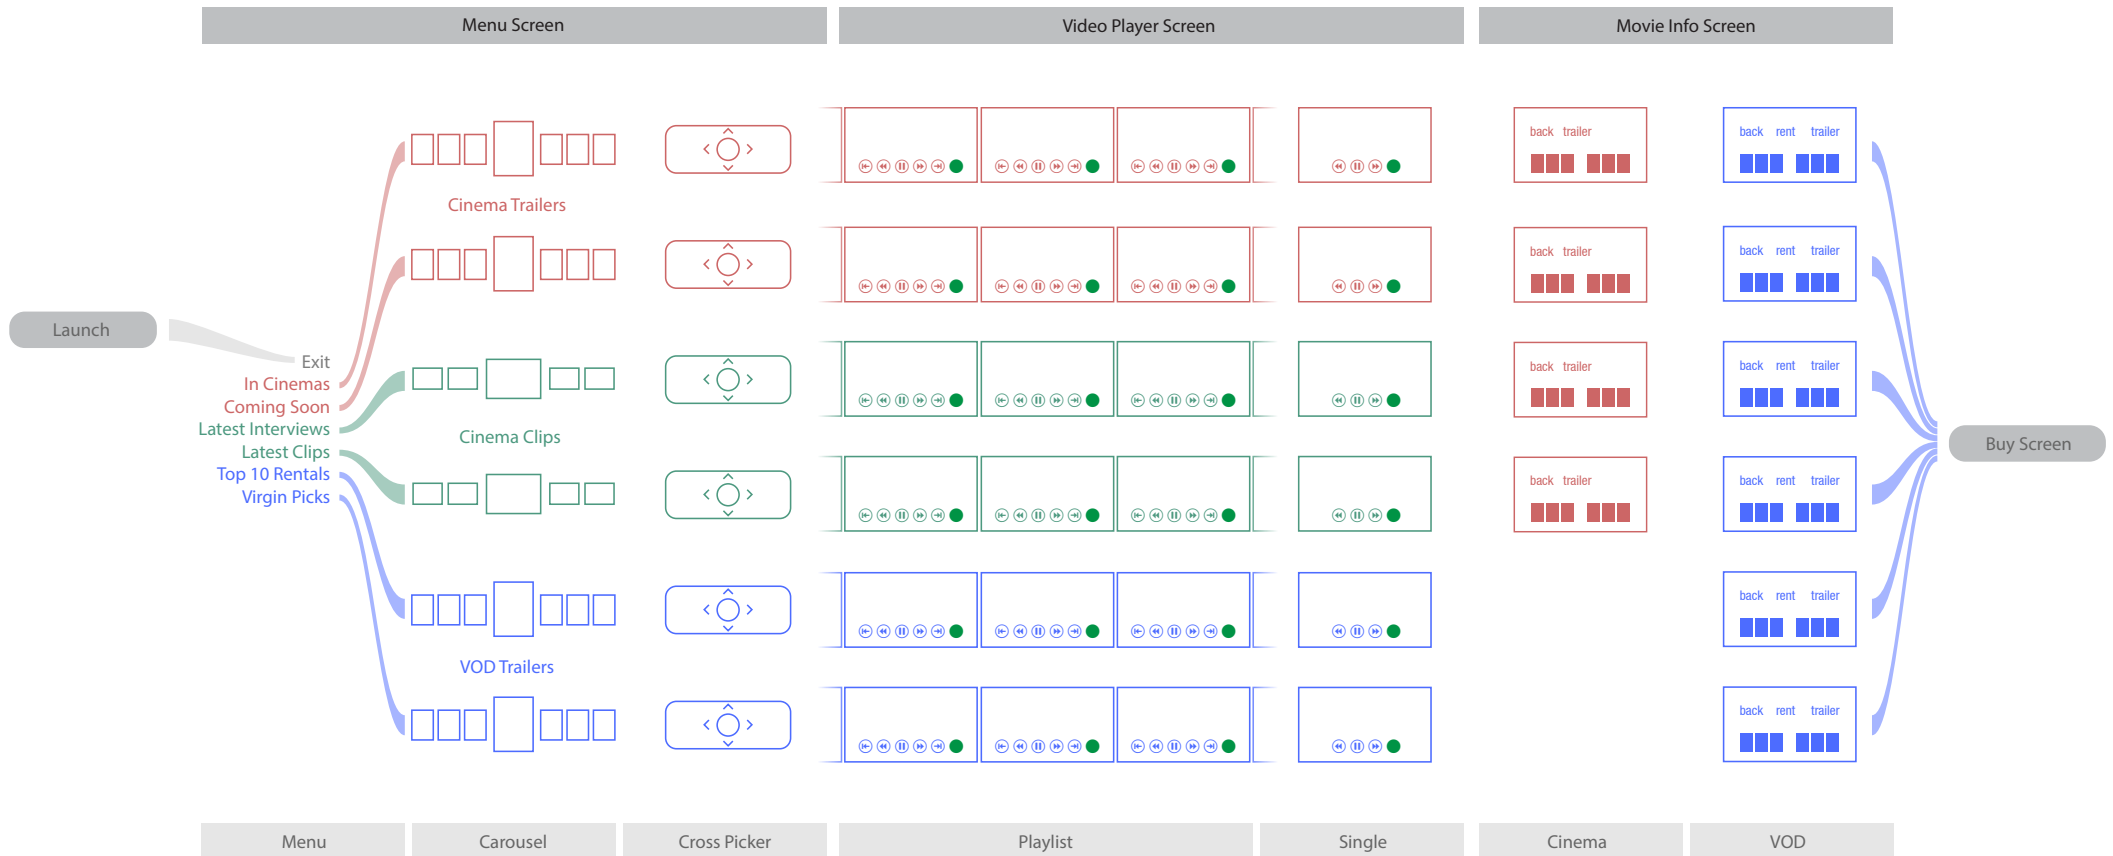 Menu Screen
Video Player Screen
Movie Info Screen
back trailer
back rent trailer
Cinema Trailers
back trailer
back rent trailer
Launch
Exit
In Cinemas
Coming Soon
Latest Interviews
Latest Clips
Top 10 Rentals
Virgin Picks
back trailer
back rent trailer
Cinema Clips
Buy Screen
back trailer
back rent trailer
back rent trailer
VOD Trailers
back rent trailer
Menu
Carousel
Cross Picker
Playlist
Single
Cinema
VOD